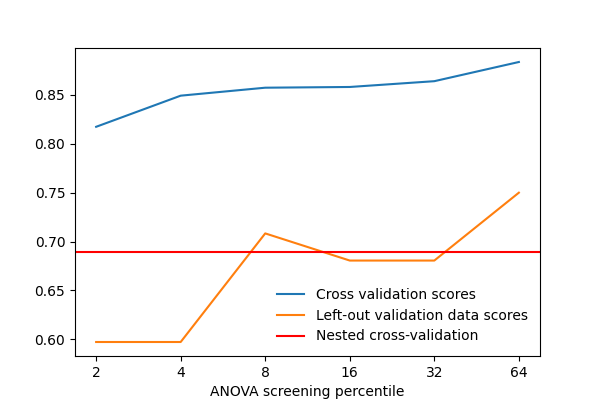 0.85
0.80
0.75
0.70
0.65
0.60
Cross validation scores
Left-out validation data scores
Nested cross-validation
2 4 8 16 32 64
ANOVA screening percentile